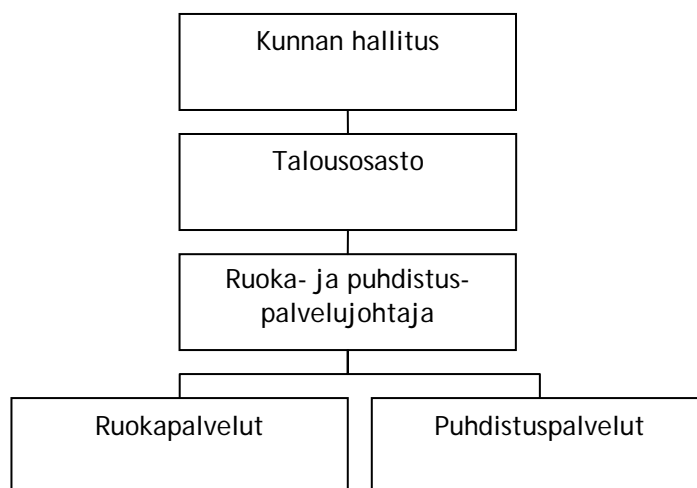 Kunnan hallitus
Talousosasto
Ruoka- ja puhdistus-
palvelujohtaja
Ruokapalvelut
Puhdistuspalvelut